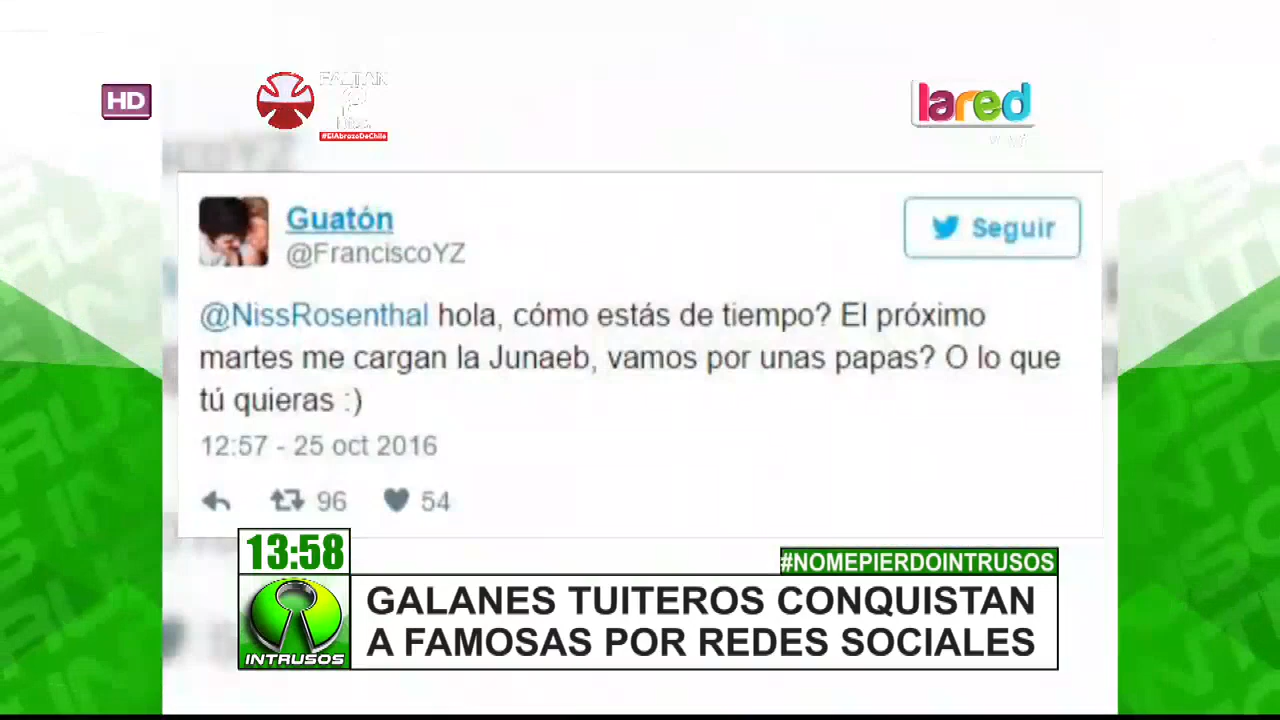 HD
FALTAN
#ElAbrazoDeChile
lared
Guatón
@FranciscoYZ
Seguir
@NissRosenthal hola, cómo estás de tiempo? El próximo
martes me cargan la Junaeb, vamos por unas papas? O lo que
tú quieras :)
12:57 - 25 oct 2016
96
54
13:58
#NOMEPIERDOINTRUSOS
GALANES TUITEROS CONQUISTAN
A FAMOSAS POR REDES SOCIALES
INTRUSOS